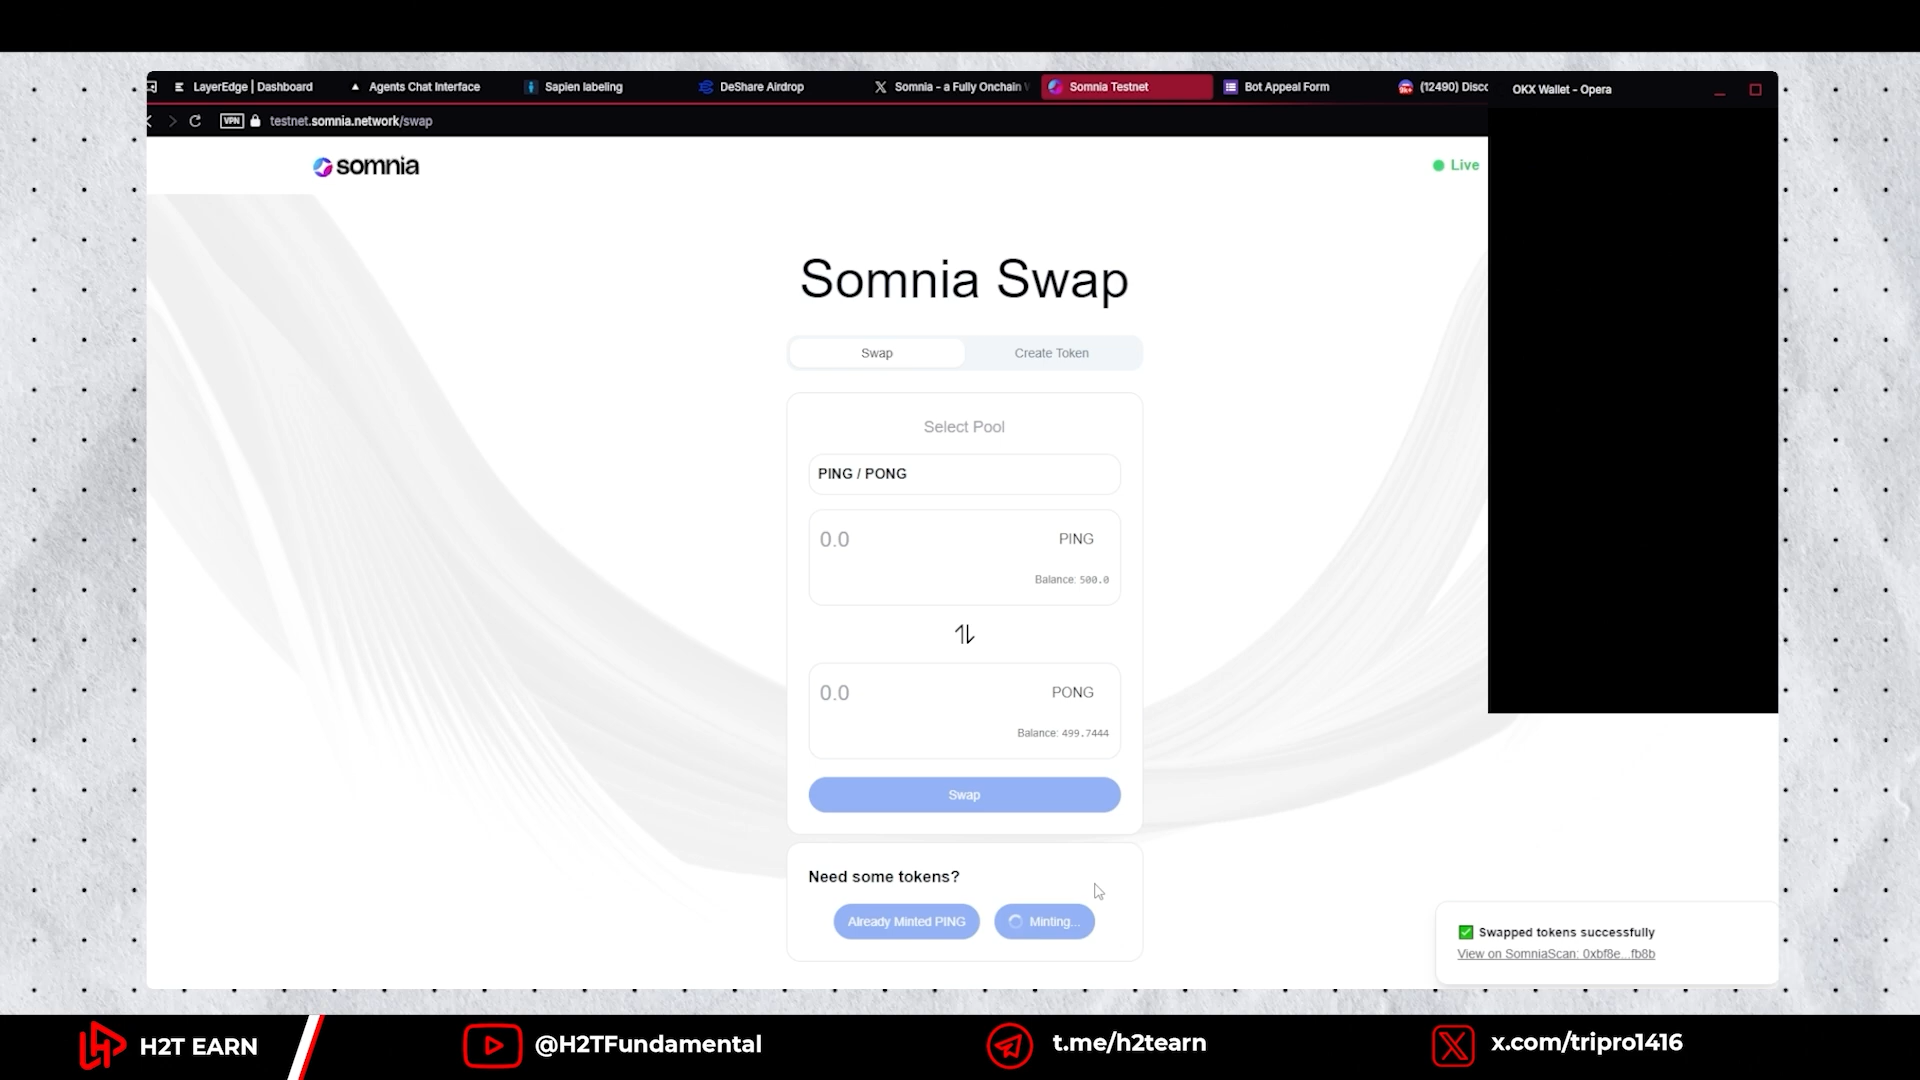 LayerEdge | Dashboard
Agents Chat Interface
Sapien labeling
DeShare Airdrop
Somnia - a Fully Onchain
Somnia Testnet
Bot Appeal Form
(12490) Disc
OKX Wallet - Opera
VPN
testnet.somnia.network/swap
somnia
Live
Somnia Swap
Swap
Create Token
Select Pool
PING / PONG
0.0
PING
Balance: 500.0
0.0
PONG
Balance: 499.7444
Swap
Need some tokens?
Already Minted PING
Minting...
Swapped tokens successfully
View on SomniaScan: 0xbf8e...fb8b
H2T EARN
@H2TFundamental
t.me/h2tearn
x.com/tripro1416